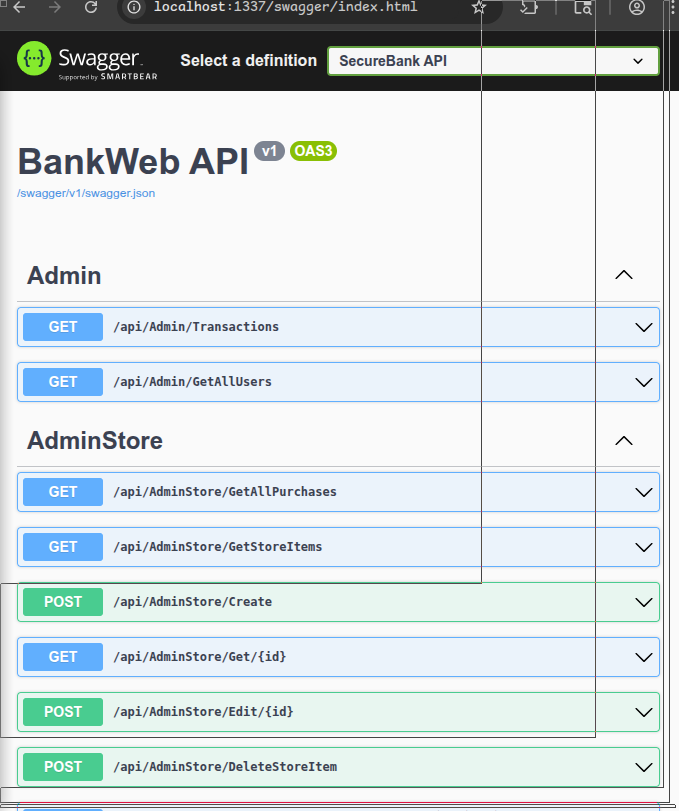 localhost:1337/swagger/index.html
Swagger
Supported by SMARTBEAR
Select a definition
SecureBank API
BankWeb API v1 OAS3
/swagger/v1/swagger.json
Admin
GET /api/Admin/Transactions
GET /api/Admin/GetAllUsers
AdminStore
GET /api/AdminStore/GetAllPurchases
GET /api/AdminStore/GetStoreItems
POST /api/AdminStore/Create
GET /api/AdminStore/Get/{id}
POST /api/AdminStore/Edit/{id}
POST /api/AdminStore/DeleteStoreItem